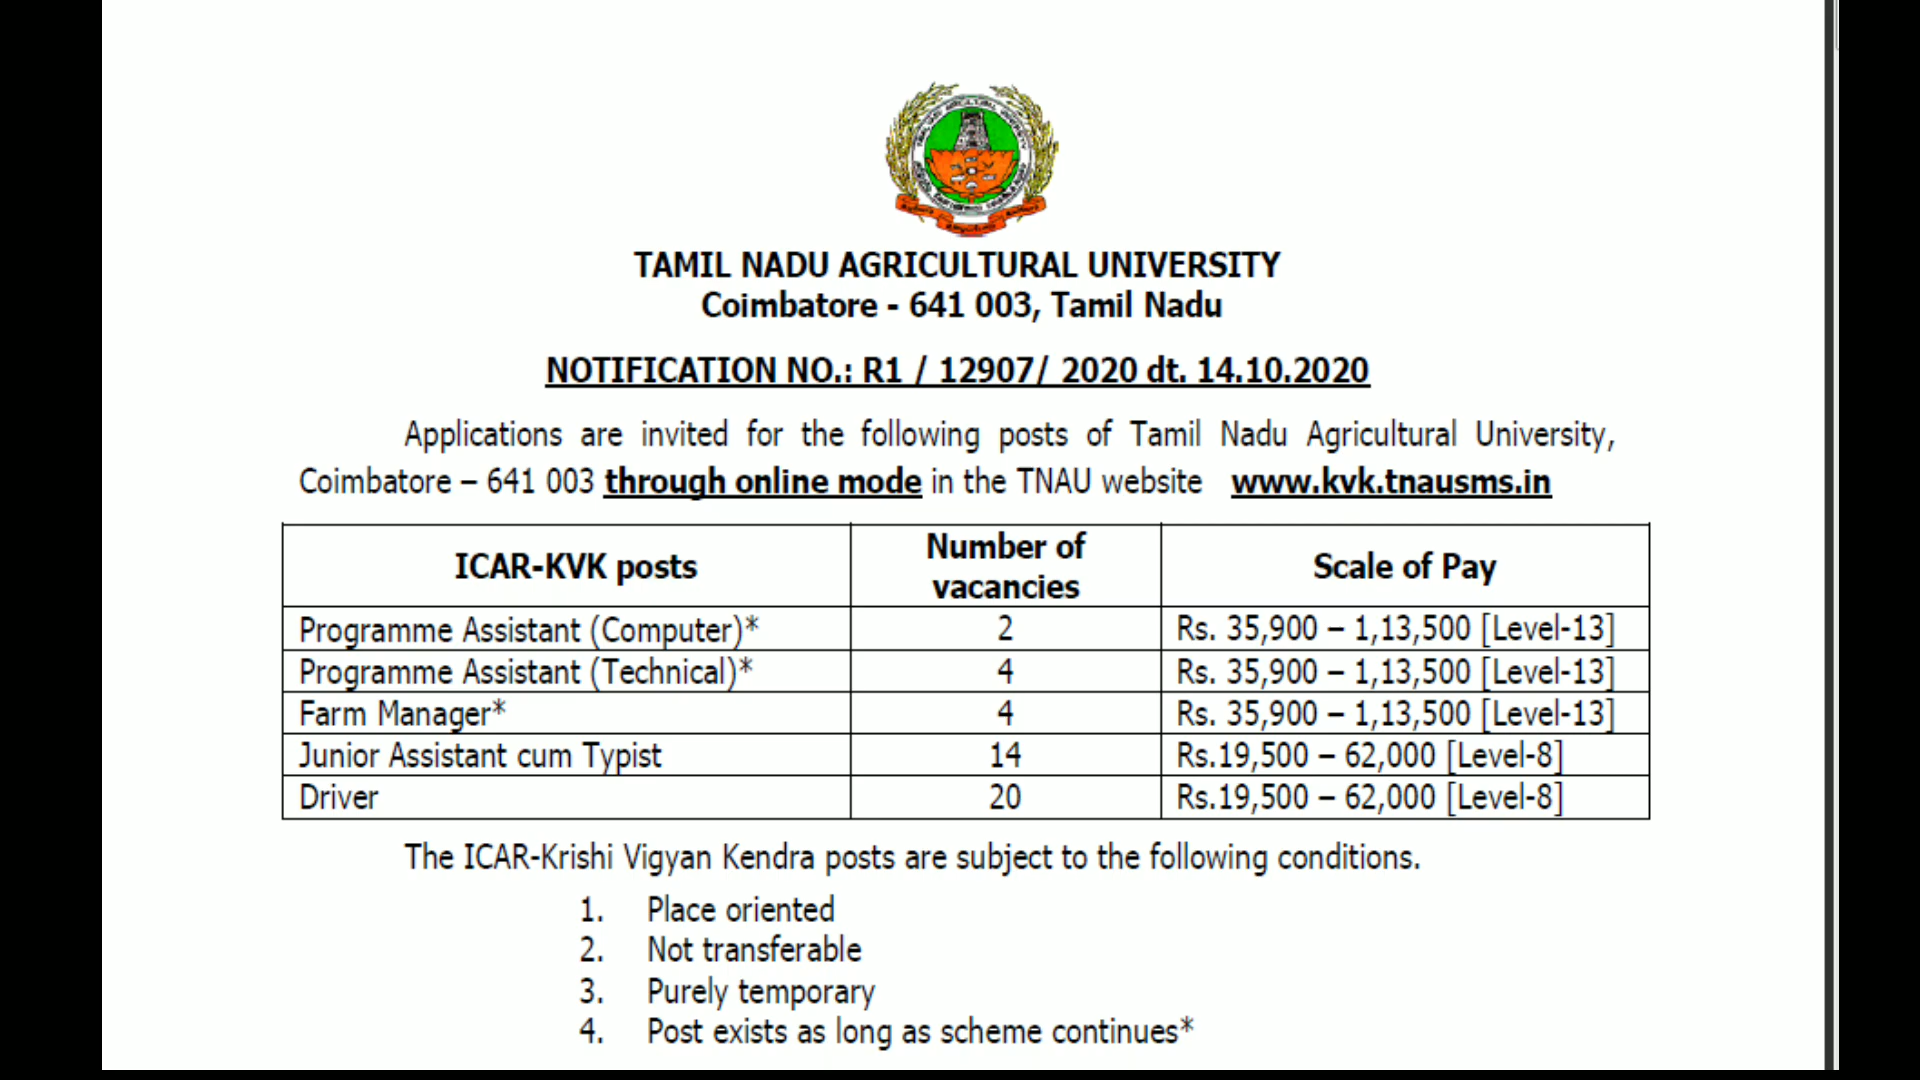 TAMIL NADU AGRICULTURAL UNIVERSITY
Coimbatore - 641 003, Tamil Nadu
NOTIFICATION NO.: R1 / 12907/ 2020 dt. 14.10.2020
Applications are invited for the following posts of Tamil Nadu Agricultural University,
Coimbatore – 641 003 through online mode in the TNAU website www.kvk.tnausms.in
ICAR-KVK posts Number of vacancies Scale of Pay
Programme Assistant (Computer)* 2 Rs. 35,900 – 1,13,500 [Level-13]
Programme Assistant (Technical)* 4 Rs. 35,900 – 1,13,500 [Level-13]
Farm Manager* 4 Rs. 35,900 – 1,13,500 [Level-13]
Junior Assistant cum Typist 14 Rs.19,500 – 62,000 [Level-8]
Driver 20 Rs.19,500 – 62,000 [Level-8]
The ICAR-Krishi Vigyan Kendra posts are subject to the following conditions.
1. Place oriented
2. Not transferable
3. Purely temporary
4. Post exists as long as scheme continues*